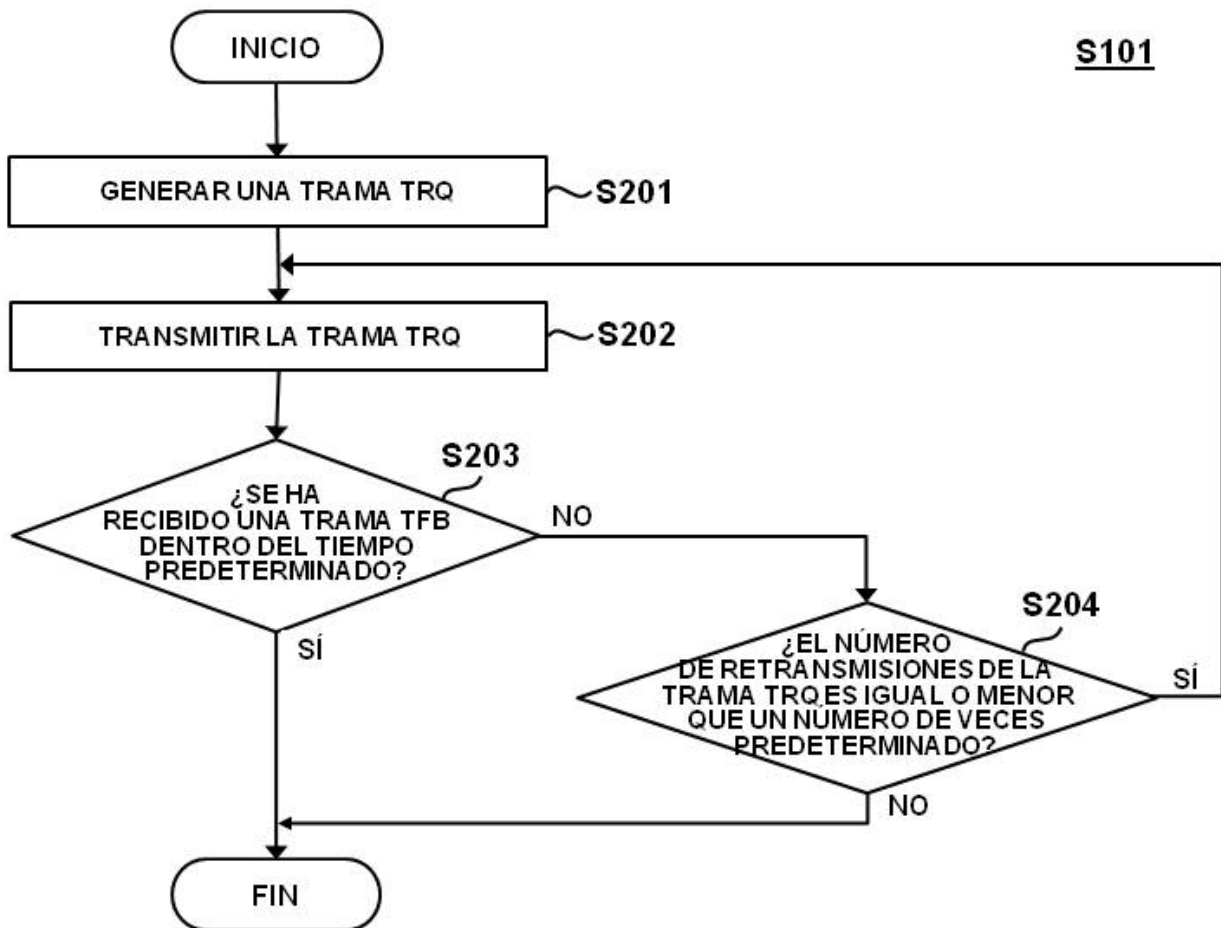 INICIO
S101
GENERAR UNA TRAMA TRQ
S201
TRANSMITIR LA TRAMA TRQ
S202
S203
¿SE HA
RECIBIDO UNA TRAMA TFB
DENTRO DEL TIEMPO
PREDETERMINADO?
NO
SÍ
S204
¿EL NÚMERO
DE RETRANSMISIONES DE LA
TRAMA TRQ ES IGUAL O MENOR
QUE UN NÚMERO DE VECES
PREDETERMINADO?
SÍ
NO
FIN